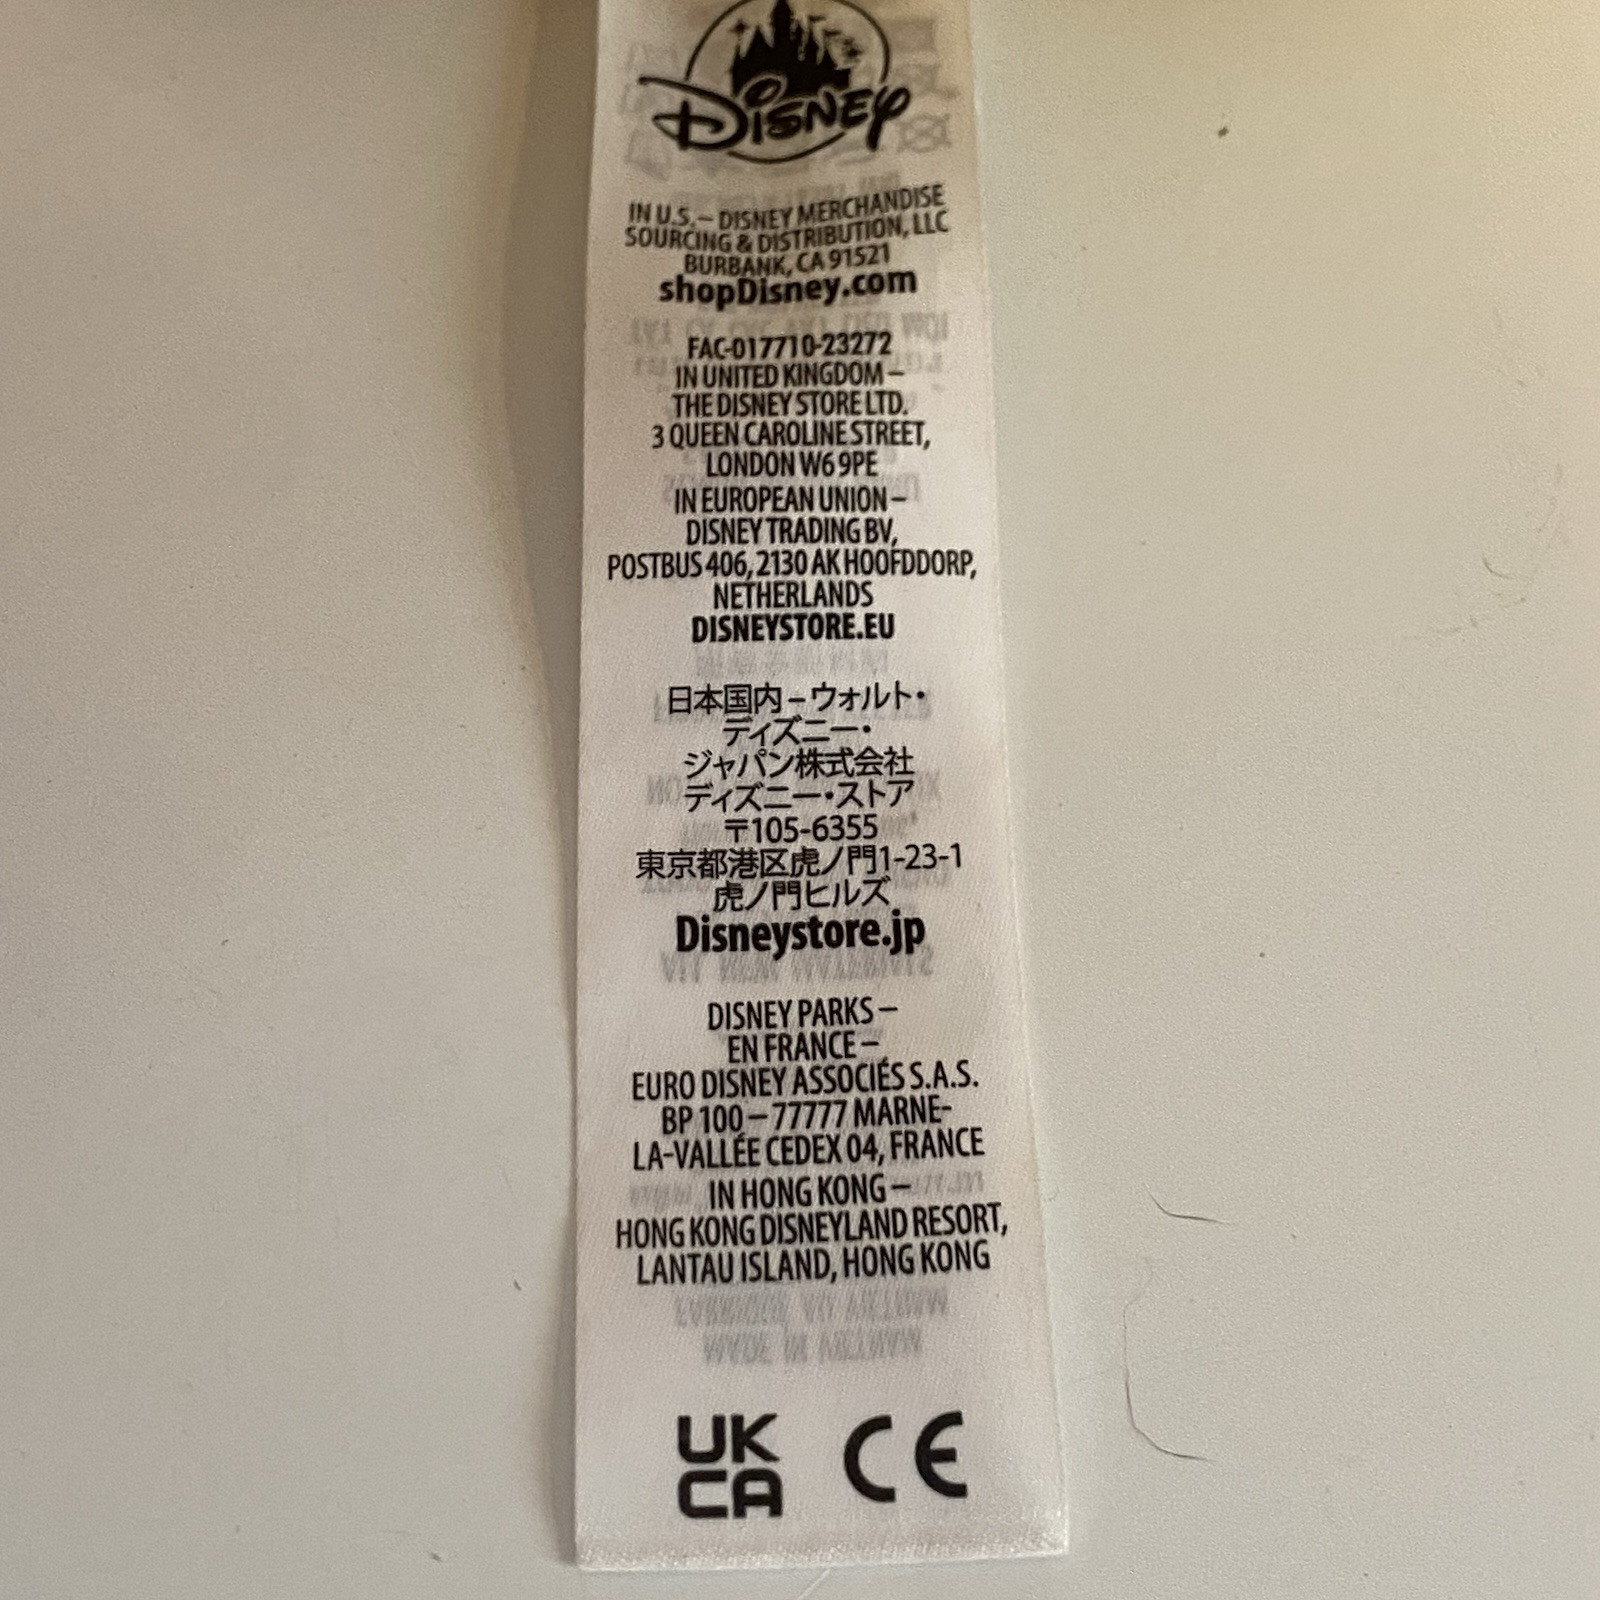 Disney
IN U.S.– DISNEY MERCHANDISE
SOURCING & DISTRIBUTION, LLC
BURBANK, CA 91521
shopDisney.com
FAC-017710-23272
IN UNITED KINGDOM –
THE DISNEY STORE LTD.
3 QUEEN CAROLINE STREET,
LONDON W6 9PE
IN EUROPEAN UNION –
DISNEY TRADING BV,
POSTBUS 406, 2130 AK HOOFDDORP,
NETHERLANDS
DISNEYSTORE.EU
日本国内 – ウォルト・
ディズニー・
ジャパン株式会社
ディズニー・ストア
〒105-6355
東京都港区虎ノ門1-23-1
虎ノ門ヒルズ
Disneystore.jp
DISNEY PARKS –
EN FRANCE –
EURO DISNEY ASSOCIÉS S.A.S.
BP 100 – 77777 MARNE-
LA-VALLÉE CEDEX 04, FRANCE
IN HONG KONG –
HONG KONG DISNEYLAND RESORT,
LANTAU ISLAND, HONG KONG
UK CE
CA